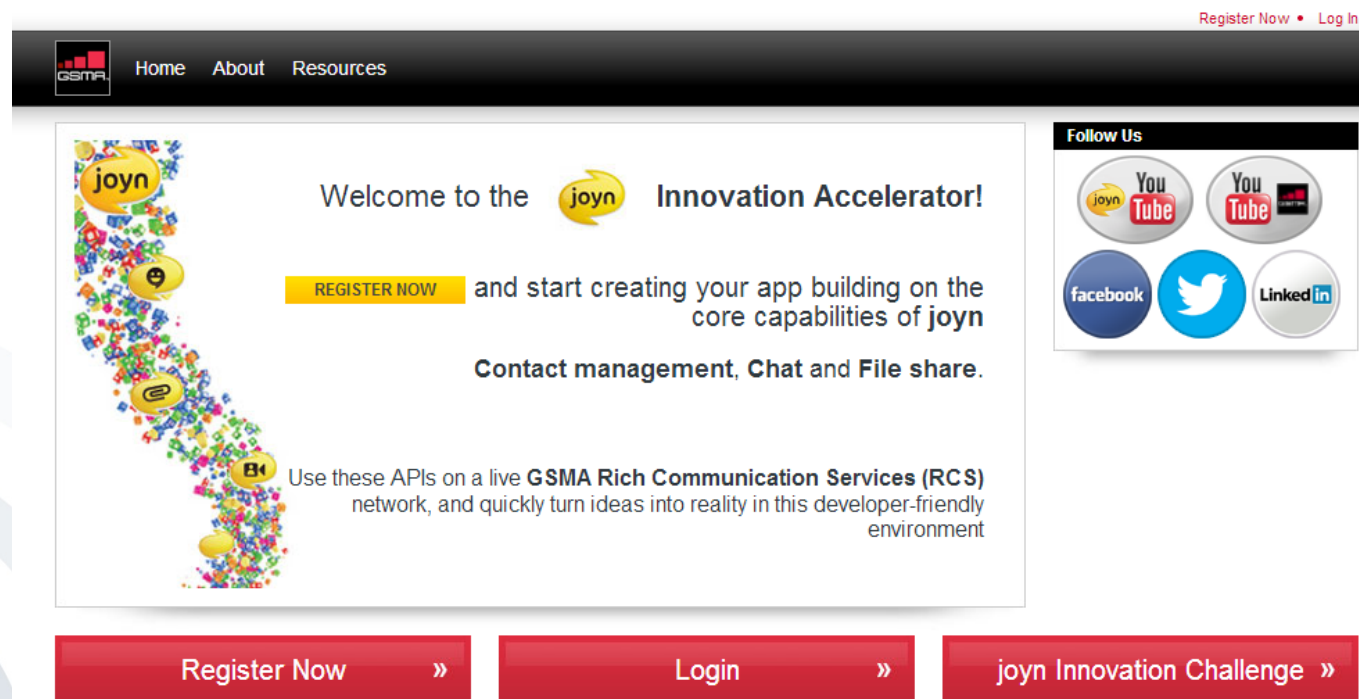 Register Now • Log In
GSMA. Home About Resources
Follow Us
joyn
Welcome to the joyn Innovation Accelerator!
joyn You Tube You Tube GSMA
REGISTER NOW and start creating your app building on the
core capabilities of joyn
facebook Linked in
Contact management, Chat and File share.
Use these APIs on a live GSMA Rich Communication Services (RCS)
network, and quickly turn ideas into reality in this developer-friendly
environment
Register Now »
Login »
joyn Innovation Challenge »